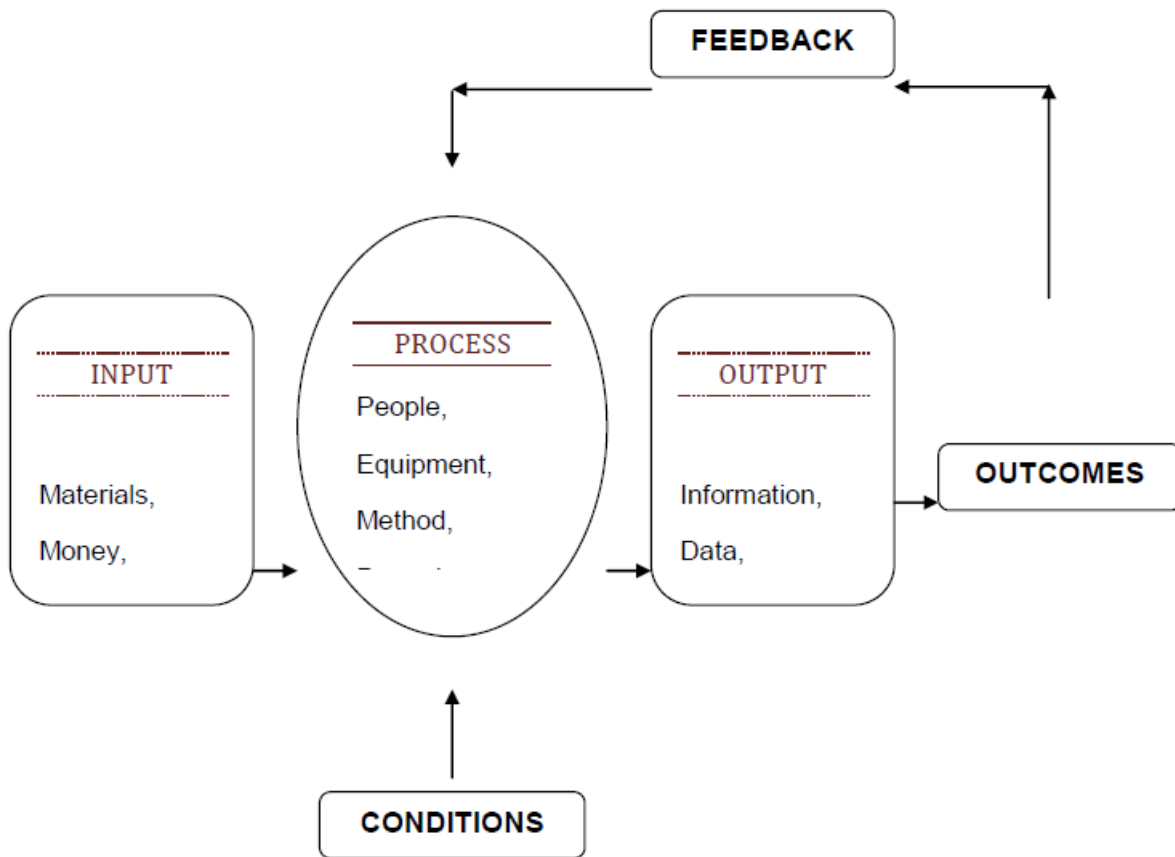 FEEDBACK
INPUT
Materials,
Money,
PROCESS
People,
Equipment,
Method,
OUTPUT
Information,
Data,
OUTCOMES
CONDITIONS